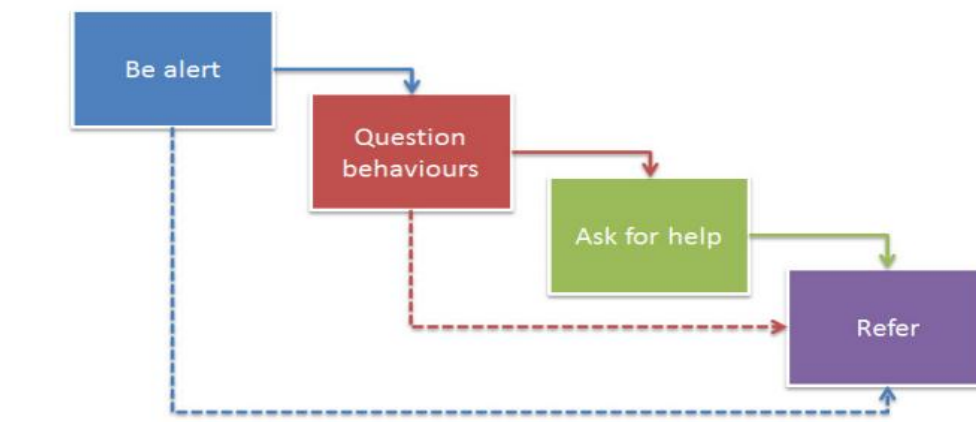 Be alert
Question
behaviours
Ask for help
Refer